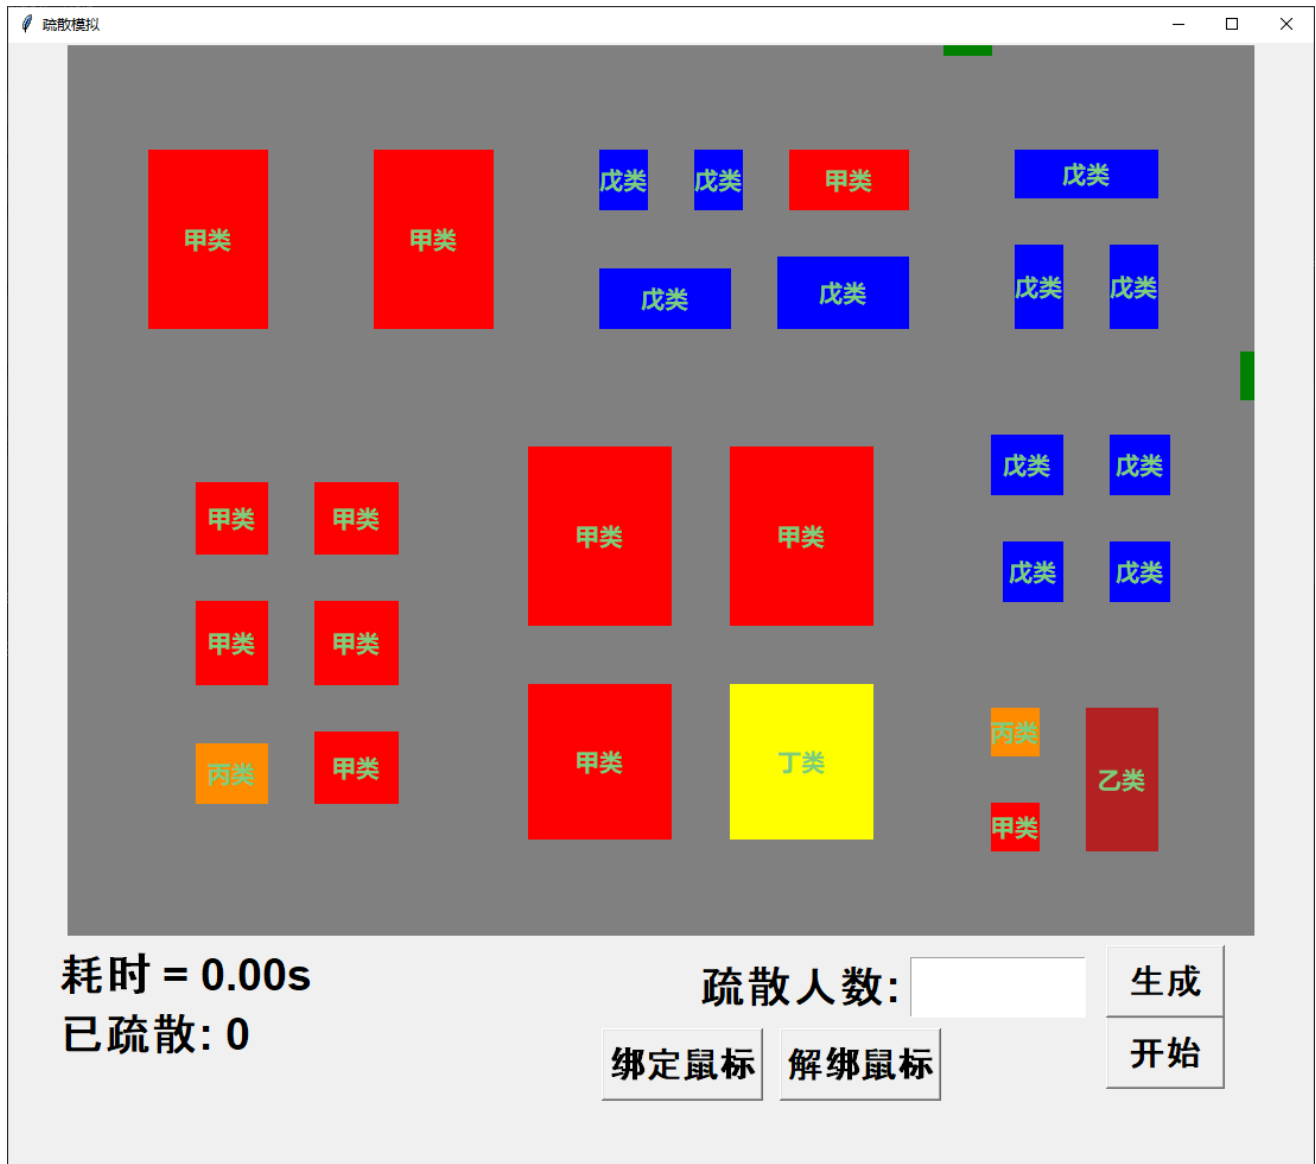 疏散模拟
戊类 戊类 甲类 戊类
甲类 甲类
戊类 戊类 戊类 戊类
戊类 戊类
甲类 甲类 甲类 甲类
戊类 戊类
甲类 甲类
丙类
甲类 丁类
丙类 甲类 乙类
甲类
耗时 = 0.00s
疏散人数: 生成
已疏散: 0
开始
绑定鼠标 解绑鼠标